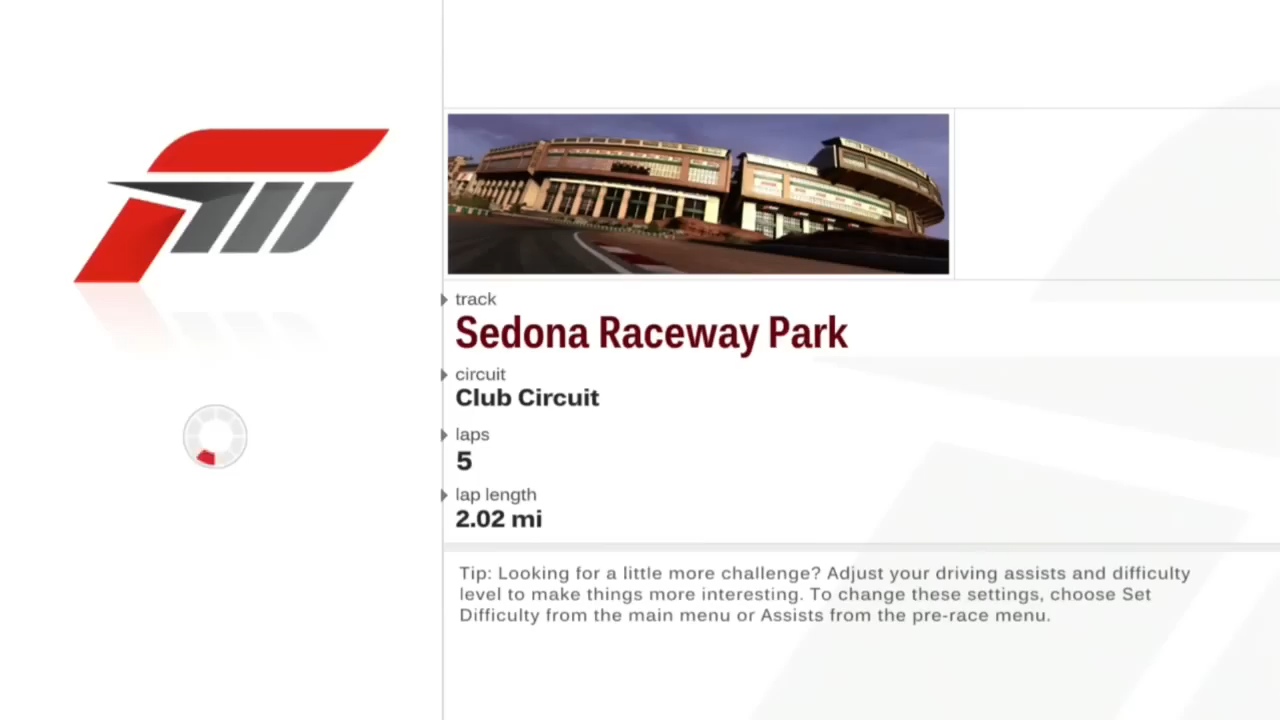 track
Sedona Raceway Park
circuit
Club Circuit
laps
5
lap length
2.02 mi
Tip: Looking for a little more challenge? Adjust your driving assists and difficulty
level to make things more interesting. To change these settings, choose Set
Difficulty from the main menu or Assists from the pre-race menu.